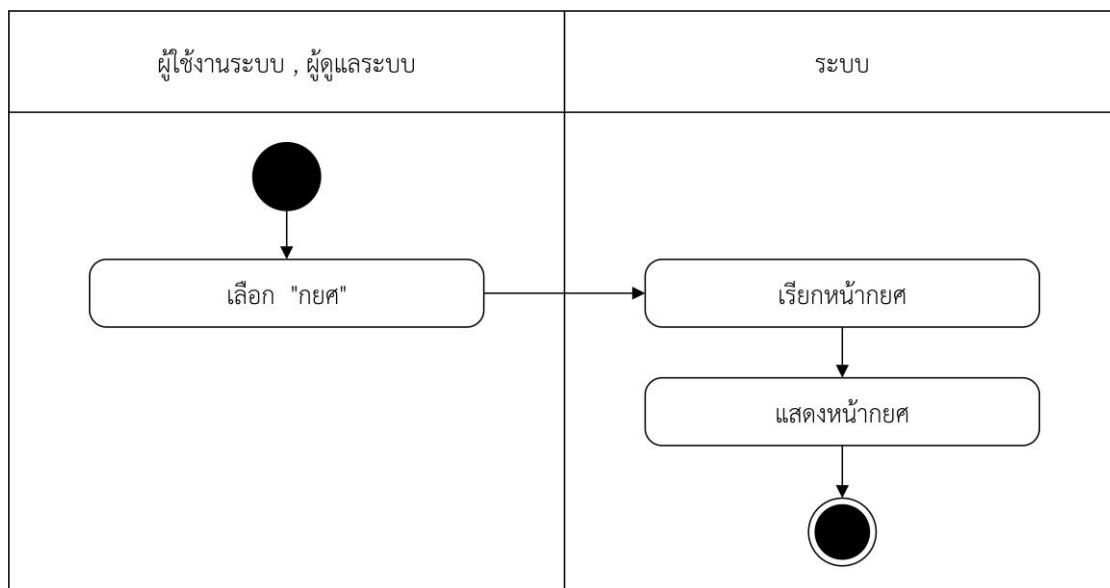 ผู้ใช้งานระบบ , ผู้ดูแลระบบ
ระบบ
เลือก "กยศ"
เรียกหน้ากยศ
แสดงหน้ากยศ